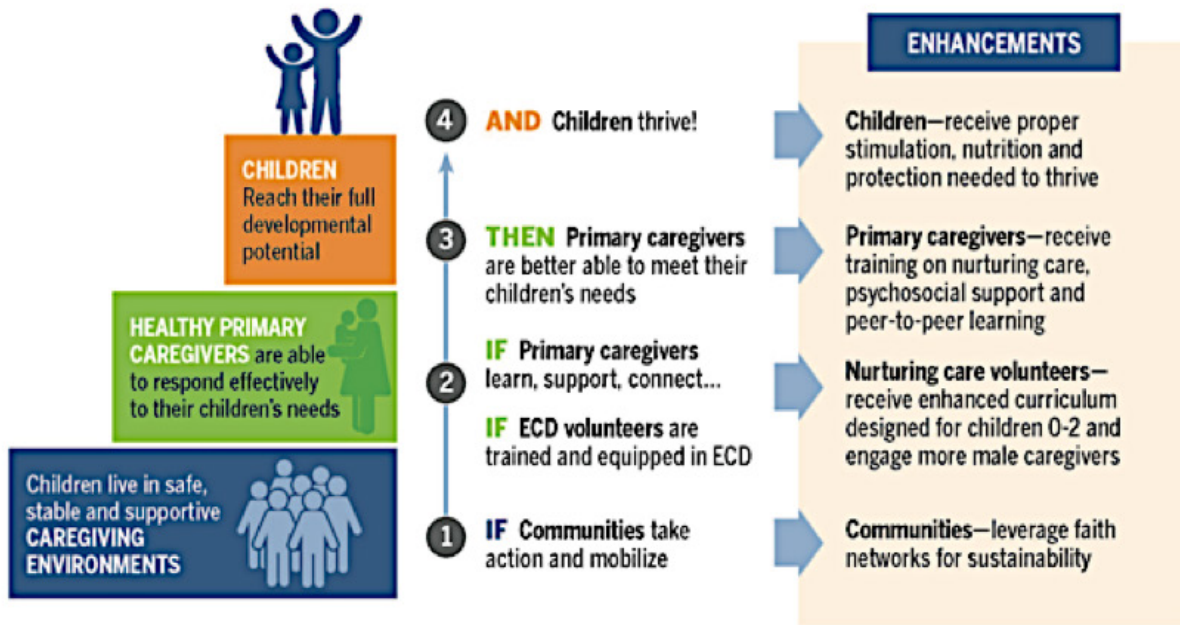 CHILDREN
Reach their full
developmental
potential
HEALTHY PRIMARY
CAREGIVERS are able
to respond effectively
to their children's needs
Children live in safe,
stable and supportive
CAREGIVING
ENVIRONMENTS
4 AND Children thrive!
3 THEN Primary caregivers
are better able to meet their
children's needs
2 IF Primary caregivers
learn, support, connect...
IF ECD volunteers are
trained and equipped in ECD
1 IF Communities take
action and mobilize
ENHANCEMENTS
Children—receive proper
stimulation, nutrition and
protection needed to thrive
Primary caregivers—receive
training on nurturing care,
psychosocial support and
peer-to-peer learning
Nurturing care volunteers—
receive enhanced curriculum
designed for children 0-2 and
engage more male caregivers
Communities—leverage faith
networks for sustainability